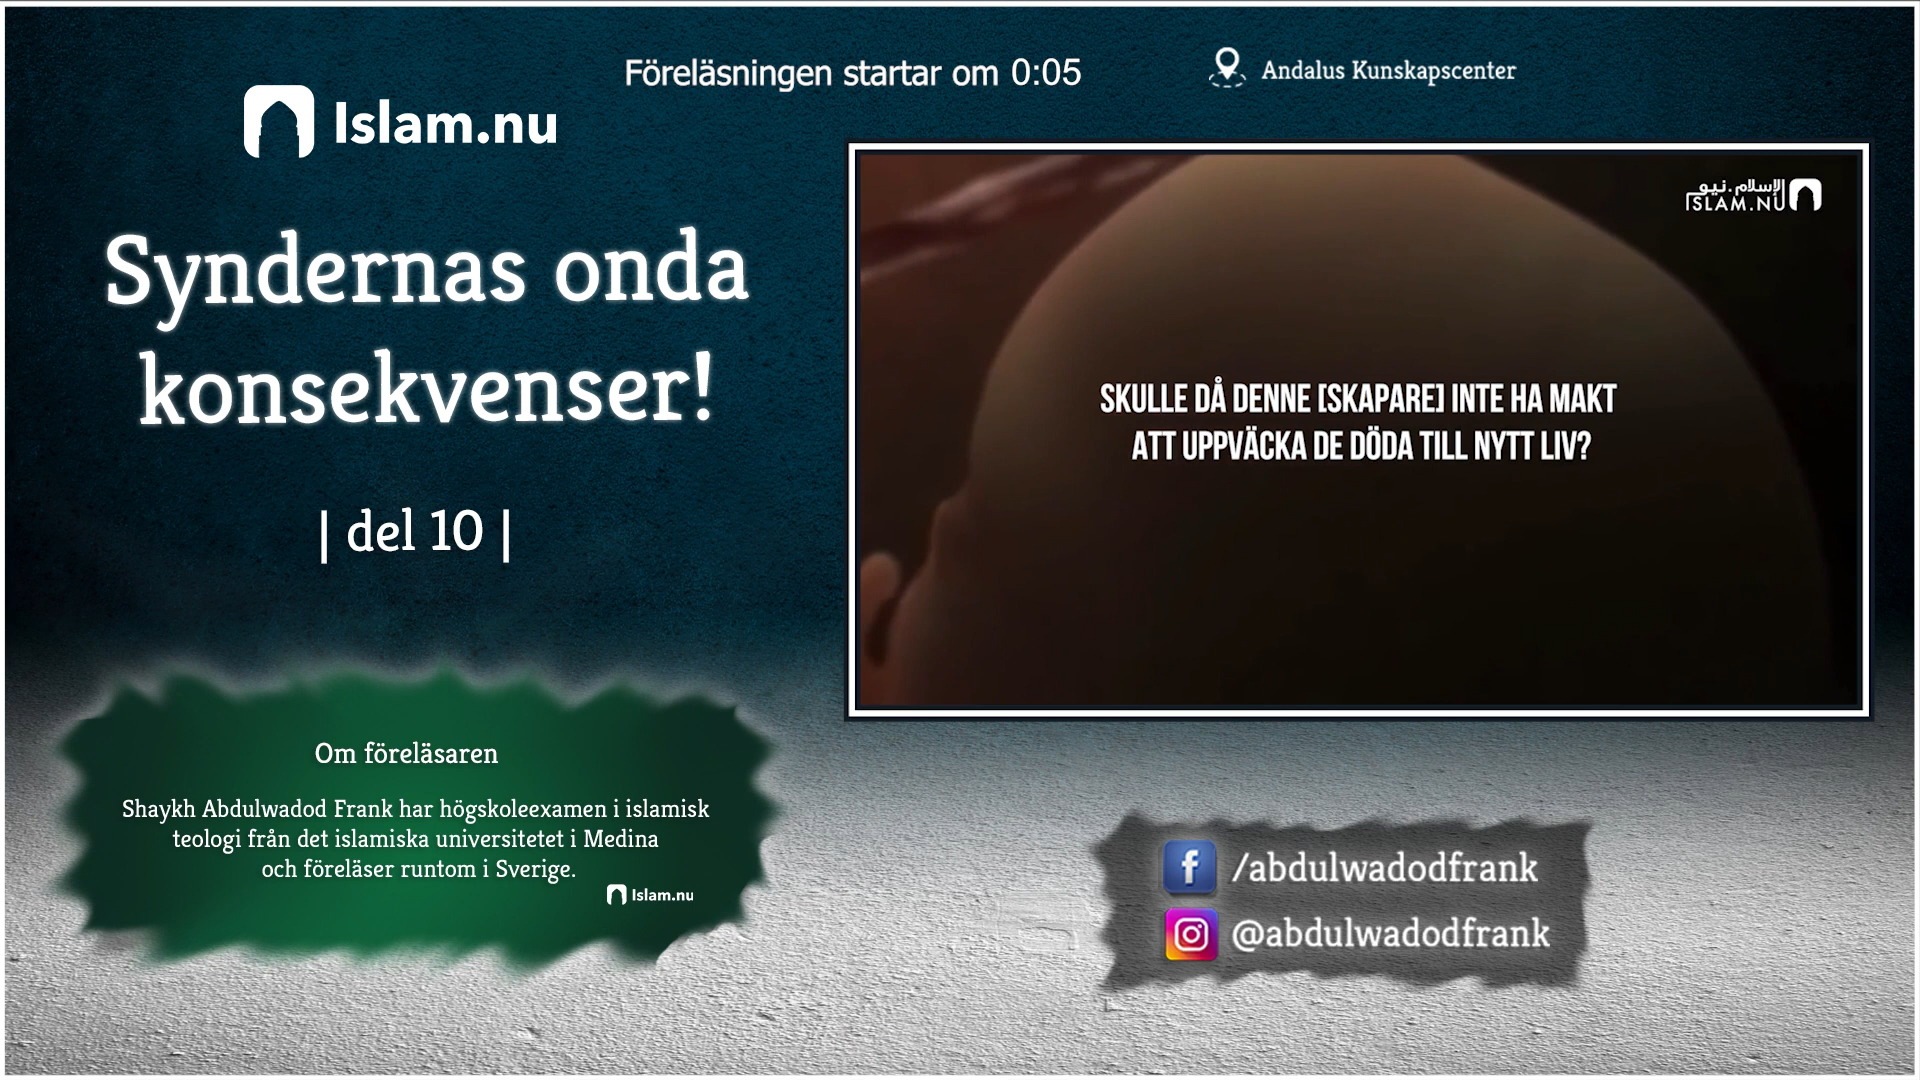 Föreläsningen startar om 0:05
Andalus Kunskapscenter
Islam.nu
Syndernas onda
konsekvenser!
| del 10 |
الإسلام.نيو
ISLAM.NU
SKULLE DÅ DENNE [SKAPARE] INTE HA MAKT
ATT UPPVÄCKA DE DÖDA TILL NYTT LIV?
Om föreläsaren
Shaykh Abdulwadod Frank har högskoleexamen i islamisk
teologi från det islamiska universitetet i Medina
och föreläser runtom i Sverige.
Islam.nu
/abdulwadodfrank
@abdulwadodfrank